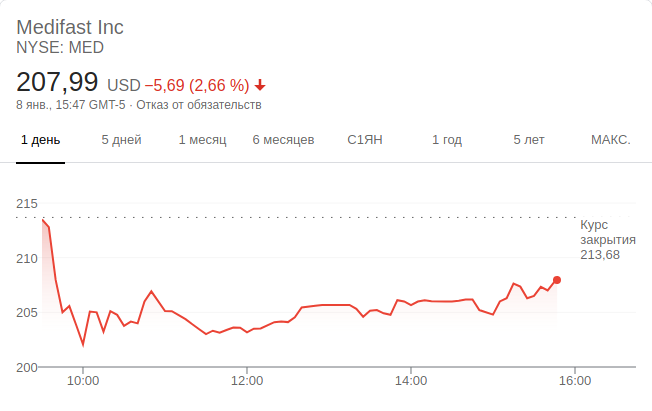 Medifast Inc
NYSE: MED
207,99 USD −5,69 (2,66 %)
8 янв., 15:47 GMT-5 · Отказ от обязательств
1 день 5 дней 1 месяц 6 месяцев С1ЯН 1 год 5 лет МАКС.
215
Курс
закрытия
213,68
210
205
200
10:00 12:00 14:00 16:00